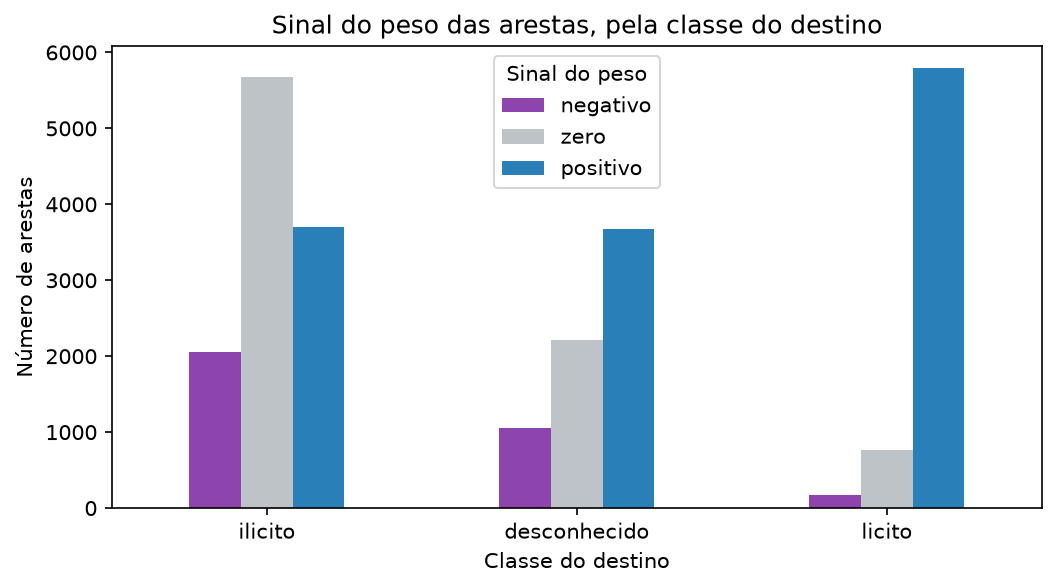 Sinal do peso das arestas, pela classe do destino
Sinal do peso
negativo
zero
positivo
Número de arestas
6000
5000
4000
3000
2000
1000
0
ilicito
desconhecido
licito
Classe do destino